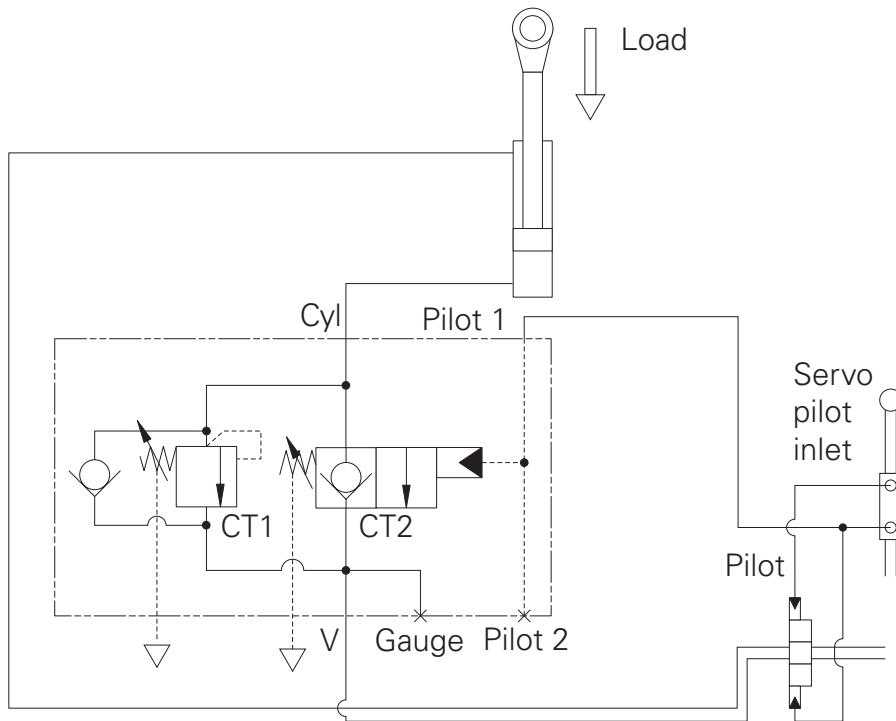 Load
Cyl
Pilot 1
Servo
pilot
inlet
CT1
CT2
Pilot
V
Gauge
Pilot 2